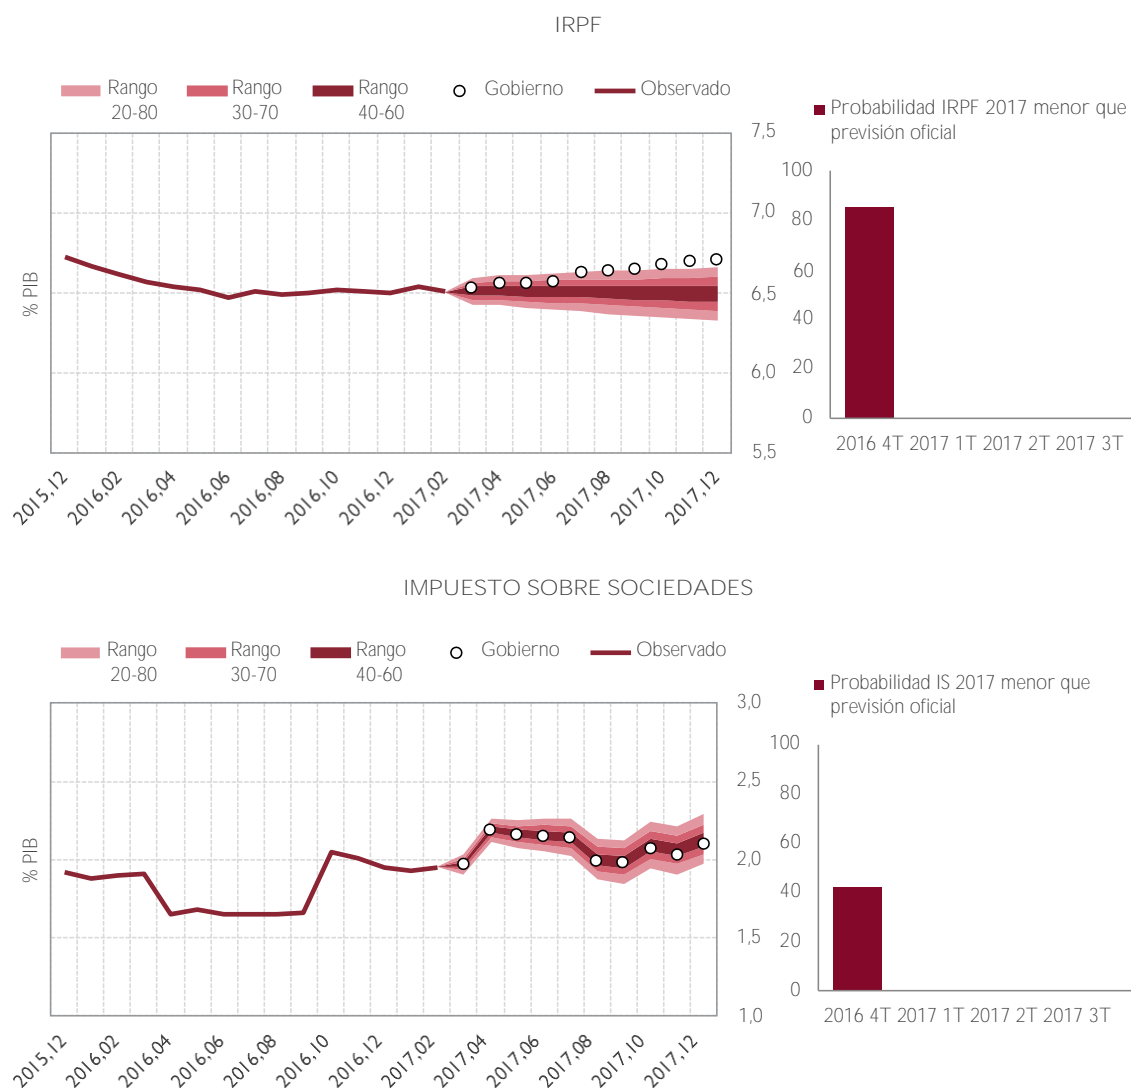 IRPF
Rango 20-80
Rango 30-70
Rango 40-60
Gobierno
Observado
% PIB
7,5
7,0
6,5
6,0
5,5
2015,12
2016,02
2016,04
2016,06
2016,08
2016,10
2016,12
2017,02
2017,04
2017,06
2017,08
2017,10
2017,12
Probabilidad IRPF 2017 menor que
previsión oficial
100
80
60
40
20
0
2016 4T 2017 1T 2017 2T 2017 3T
IMPUESTO SOBRE SOCIEDADES
Rango 20-80
Rango 30-70
Rango 40-60
Gobierno
Observado
% PIB
3,0
2,5
2,0
1,5
1,0
2015,12
2016,02
2016,04
2016,06
2016,08
2016,10
2016,12
2017,02
2017,04
2017,06
2017,08
2017,10
2017,12
Probabilidad IS 2017 menor que
previsión oficial
100
80
60
40
20
0
2016 4T 2017 1T 2017 2T 2017 3T